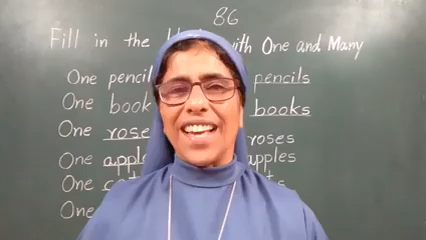 86
Fill in the with One and Many
One pencil pencils
One book books
One rose roses
One apple apples
One
One